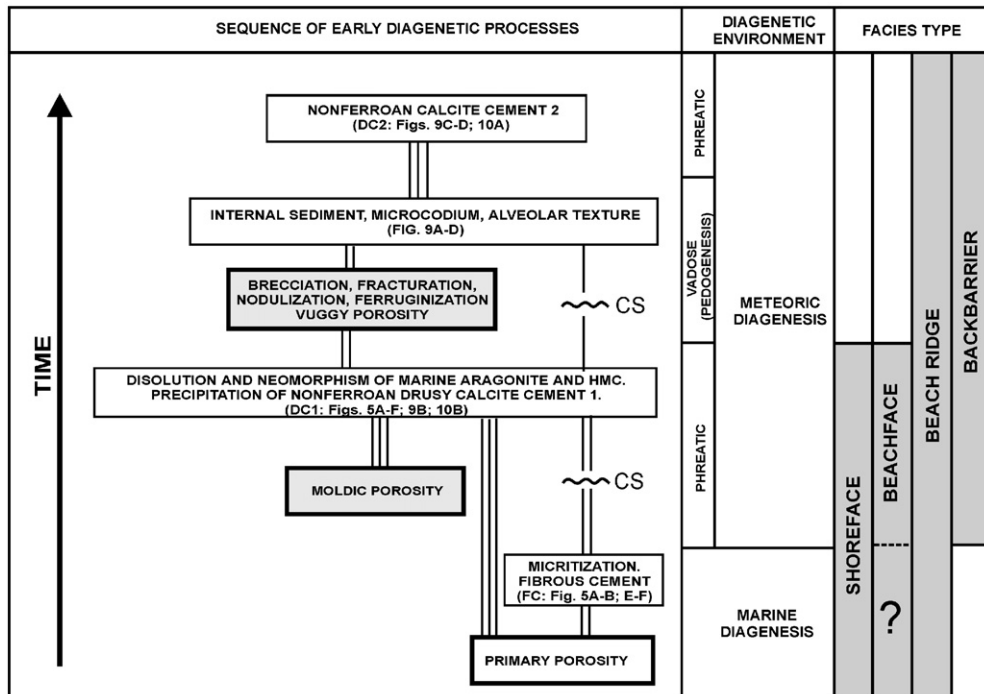 SEQUENCE OF EARLY DIAGENETIC PROCESSES
DIAGENETIC
ENVIRONMENT
FACIES TYPE
TIME
NONFERROAN CALCITE CEMENT 2
(DC2: Figs. 9C-D; 10A)
INTERNAL SEDIMENT, MICROCODIUM, ALVEOLAR TEXTURE
(FIG. 9A-D)
BRECCIATION, FRACTURATION,
NODULIZATION, FERRUGINIZATION
VUGGY POROSITY
CS
DISOLUTION AND NEOMORPHISM OF MARINE ARAGONITE AND HMC.
PRECIPITATION OF NONFERROAN DRUSY CALCITE CEMENT 1.
(DC1: Figs. 5A-F; 9B; 10B)
MOLDIC POROSITY
CS
MICRITIZATION.
FIBROUS CEMENT
(FC: Fig. 5A-B; E-F)
PRIMARY POROSITY
PHREATIC
VADOSE
(PEDOGENESIS)
PHREATIC
METEORIC
DIAGENESIS
MARINE
DIAGENESIS
SHOREFACE
BEACHFACE
?
BEACH RIDGE
BACKBARRIER